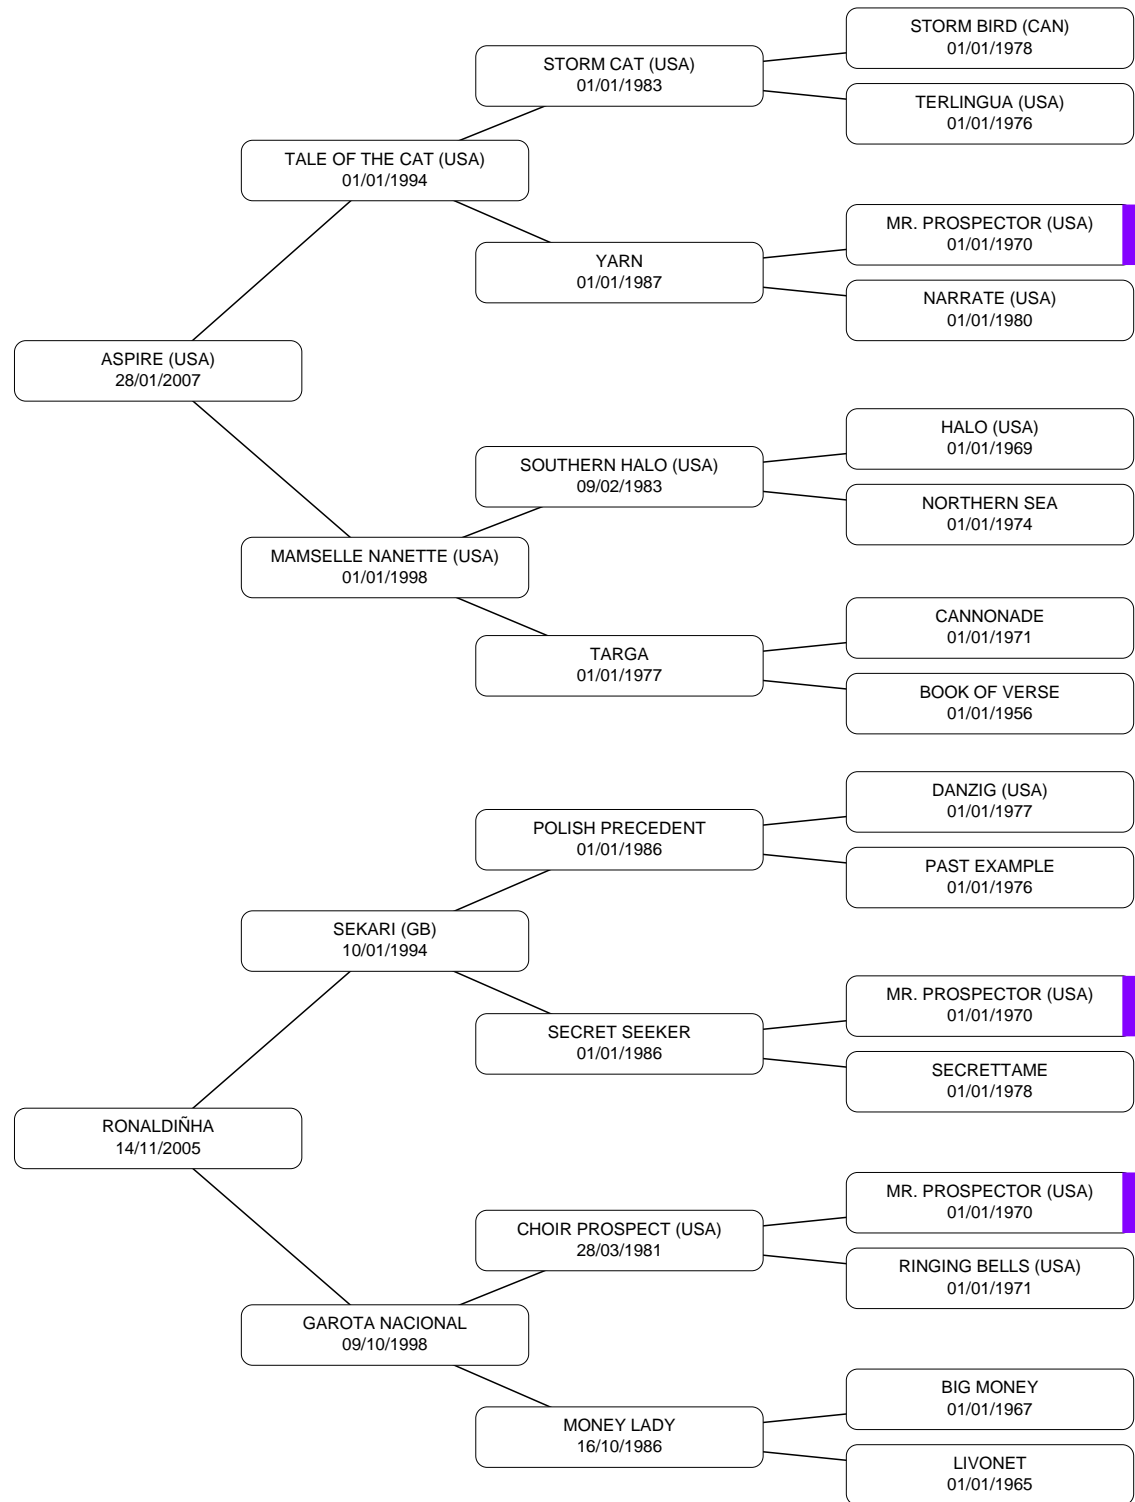 STORM BIRD (CAN)
01/01/1978
STORM CAT (USA)
01/01/1983
TERLINGUA (USA)
01/01/1976
TALE OF THE CAT (USA)
01/01/1994
MR. PROSPECTOR (USA)
01/01/1970
YARN
01/01/1987
NARRATE (USA)
01/01/1980
ASPIRE (USA)
28/01/2007
HALO (USA)
01/01/1969
SOUTHERN HALO (USA)
09/02/1983
NORTHERN SEA
01/01/1974
MAMSELLE NANETTE (USA)
01/01/1998
CANNONADE
01/01/1971
TARGA
01/01/1977
BOOK OF VERSE
01/01/1956
DANZIG (USA)
01/01/1977
POLISH PRECEDENT
01/01/1986
PAST EXAMPLE
01/01/1976
SEKARI (GB)
10/01/1994
MR. PROSPECTOR (USA)
01/01/1970
SECRET SEEKER
01/01/1986
SECRETTAME
01/01/1978
RONALDIÑHA
14/11/2005
MR. PROSPECTOR (USA)
01/01/1970
CHOIR PROSPECT (USA)
28/03/1981
RINGING BELLS (USA)
01/01/1971
GAROTA NACIONAL
09/10/1998
BIG MONEY
01/01/1967
MONEY LADY
16/10/1986
LIVONET
01/01/1965